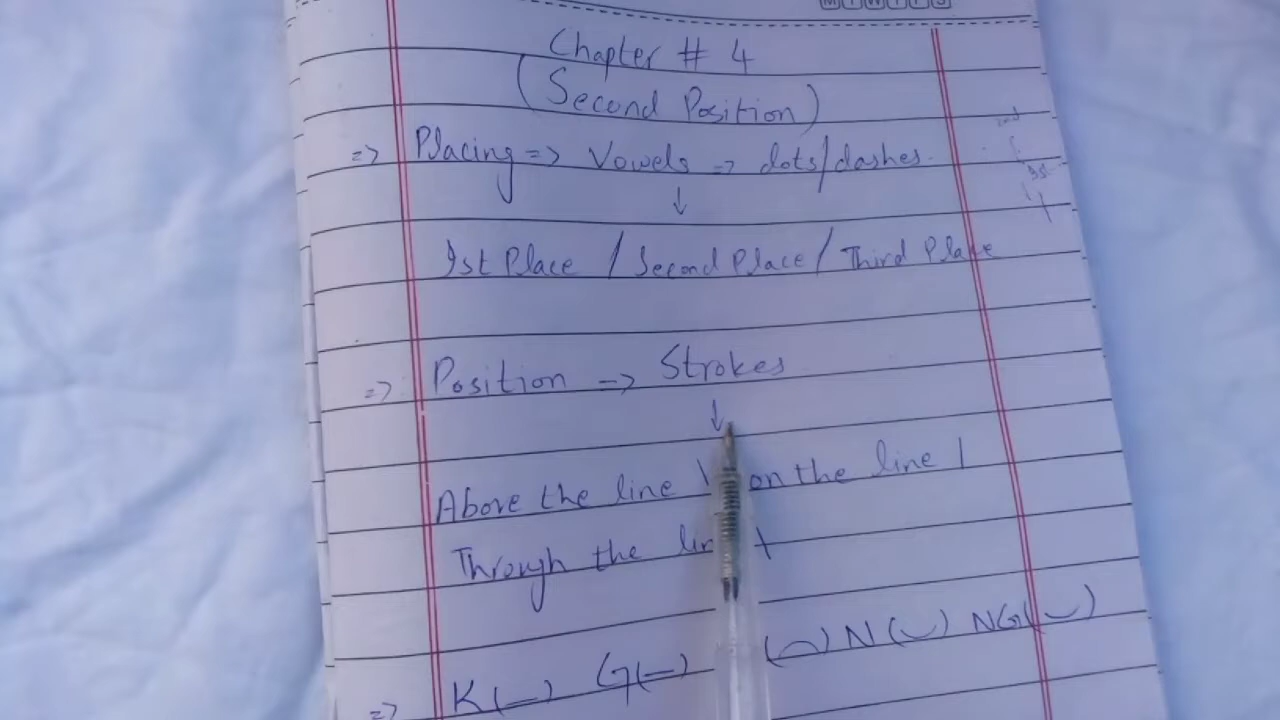 Chapter # 4
(Second Position)
=> Placing => Vowels => dots/dashes.
↓
1st Place / Second Place / Third Place
=> Position => Strokes
↓
Above the line \ on the line |
Through the \
=> K(—) G(—) (⌒) N(‿) NG(‿)